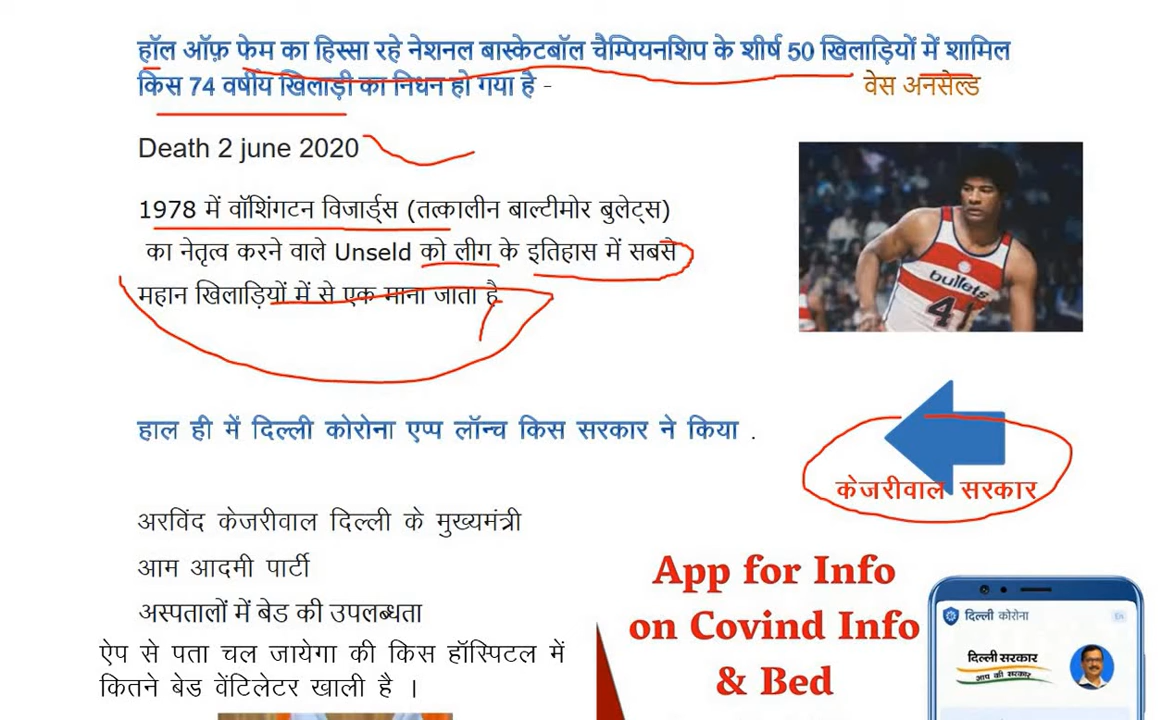 हॉल ऑफ़ फेम का हिस्सा रहे नेशनल बास्केटबॉल चैम्पियनशिप के शीर्ष 50 खिलाड़ियों में शामिल
किस 74 वर्षीय खिलाड़ी का निधन हो गया है - वेस अनसेल्ड
Death 2 june 2020
1978 में वॉशिंगटन विजार्ड्स (तत्कालीन बाल्टीमोर बुलेट्स)
का नेतृत्व करने वाले Unseld को लीग के इतिहास में सबसे
महान खिलाड़ियों में से एक माना जाता है
bullets
41
हाल ही में दिल्ली कोरोना एप्प लॉन्च किस सरकार ने किया .
केजरीवाल सरकार
अरविंद केजरीवाल दिल्ली के मुख्यमंत्री
आम आदमी पार्टी
अस्पतालों में बेड की उपलब्धता
ऐप से पता चल जायेगा की किस हॉस्पिटल में
कितने बेड वेंटिलेटर खाली है ।
App for Info
on Covind Info
& Bed
दिल्ली कोरोना
दिल्ली सरकार
आप की सरकार